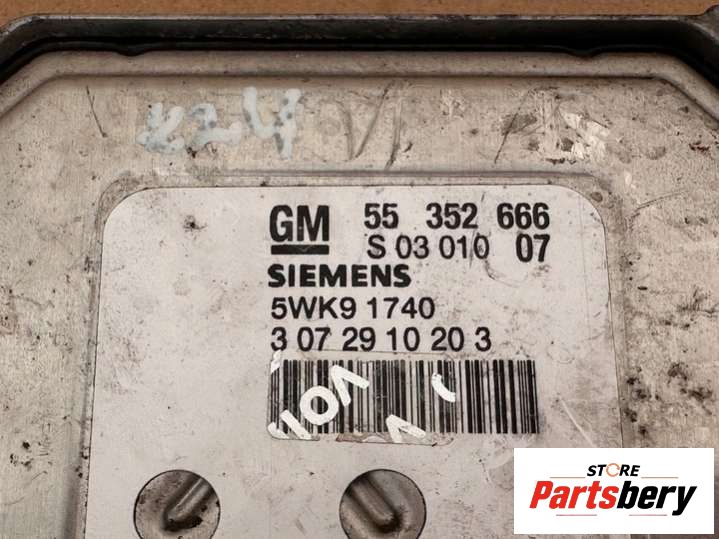 GM 55 352 666
S 03 010 07
SIEMENS
5WK9 1740
3 07 29 10 20 3
STORE
Partsbery